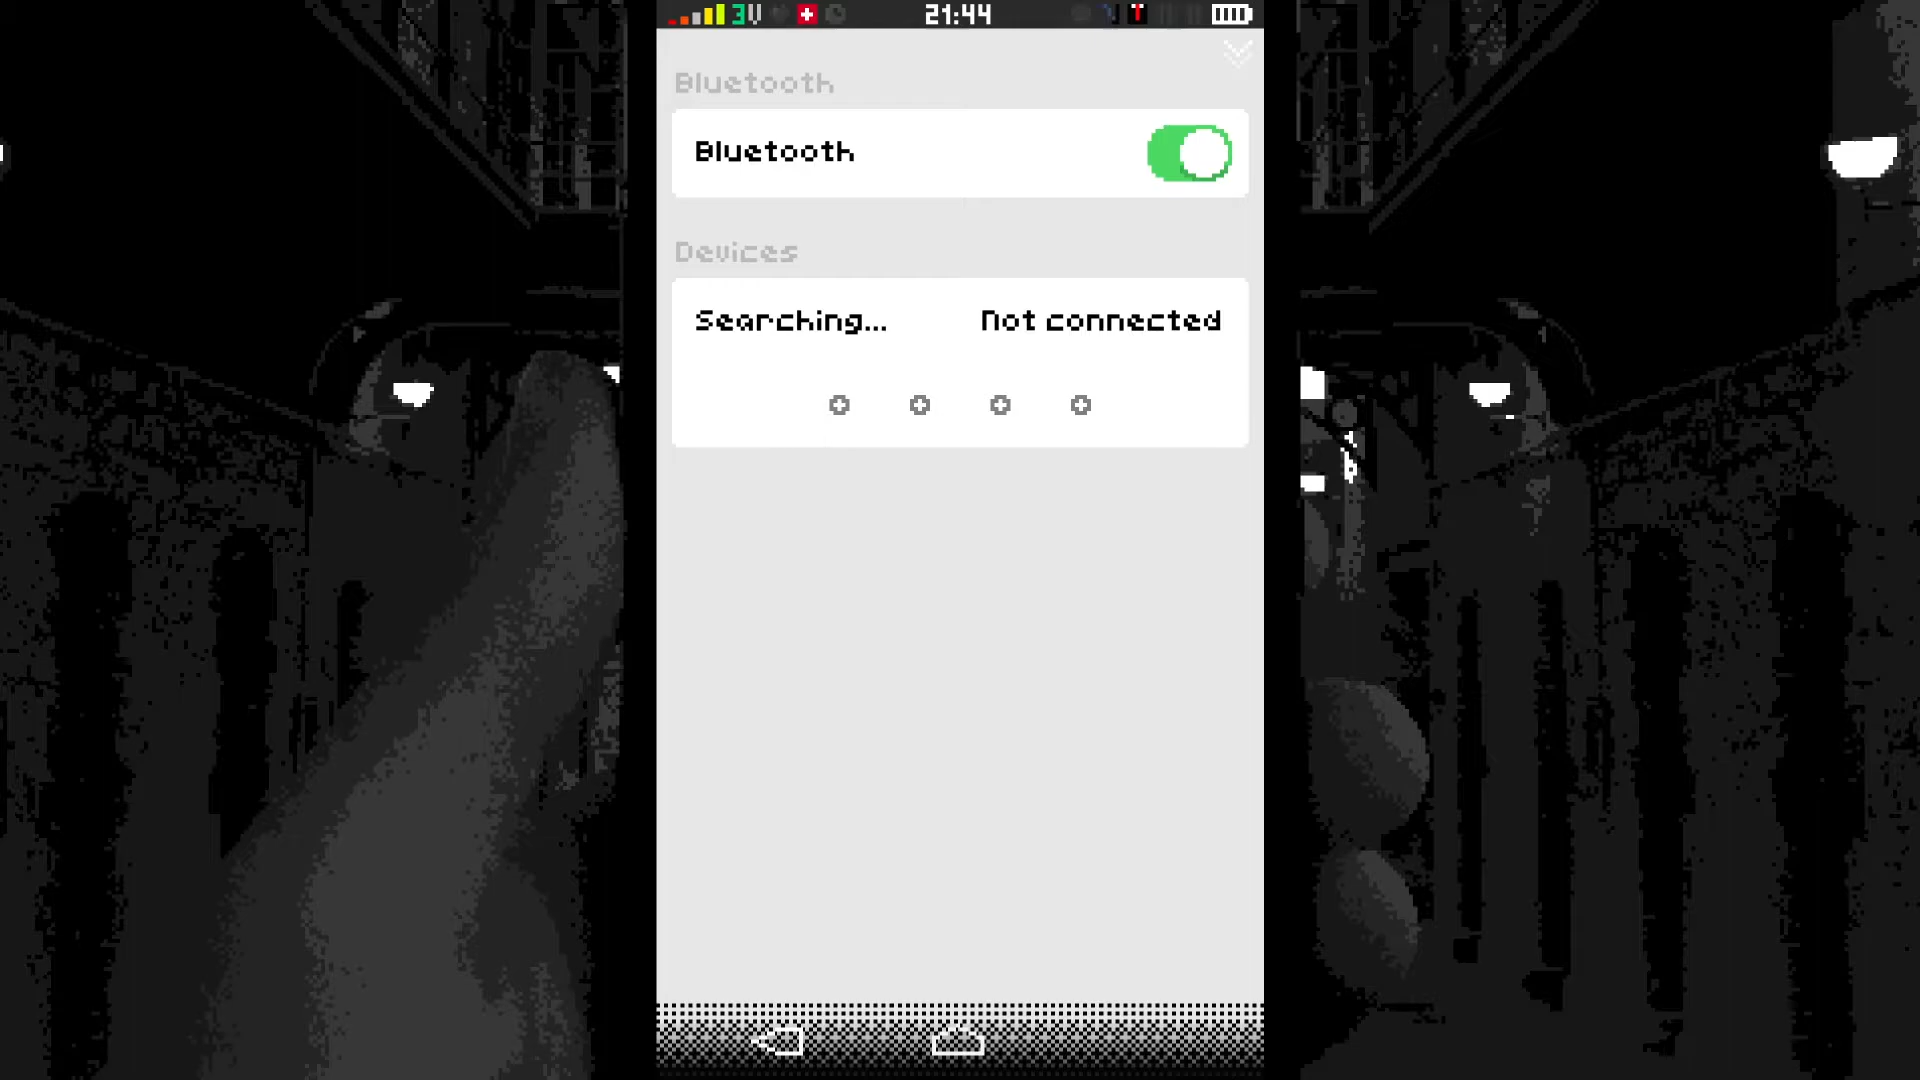 3U 21:44
Bluetooth
Bluetooth
Devices
Searching... Not connected